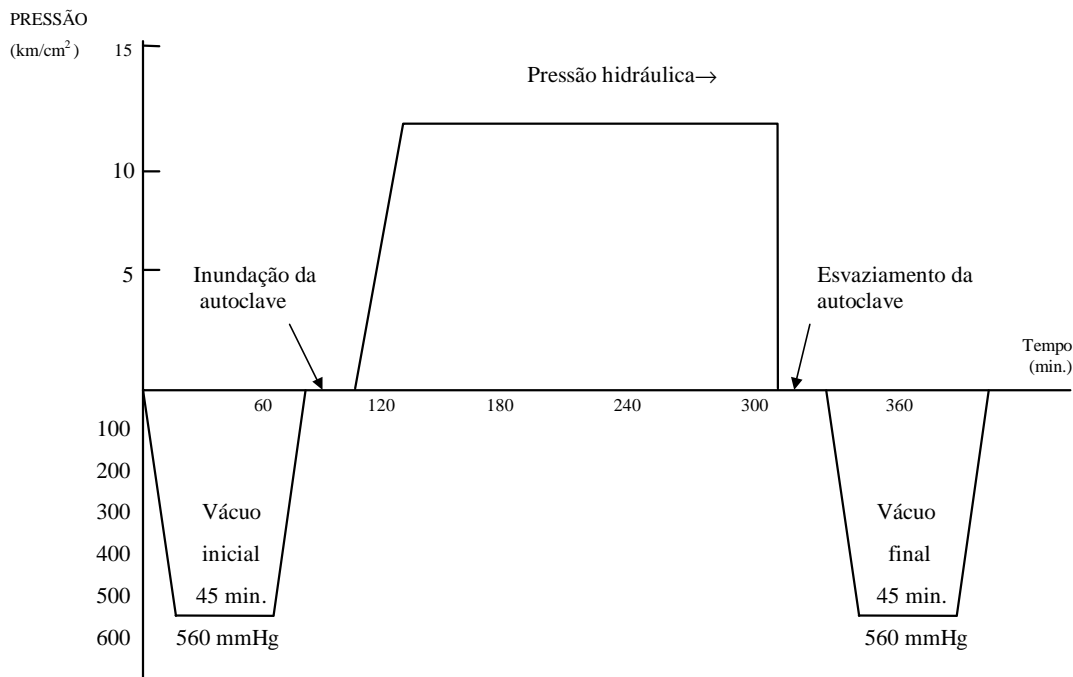 PRESSÃO
(km/cm²) 15
Pressão hidráulica→
10
5
Inundação da
autoclave
Esvaziamento da
autoclave
Tempo
(min.)
60 120 180 240 300 360
100
200
300
400
500
600
Vácuo
inicial
45 min.
560 mmHg
Vácuo
final
45 min.
560 mmHg